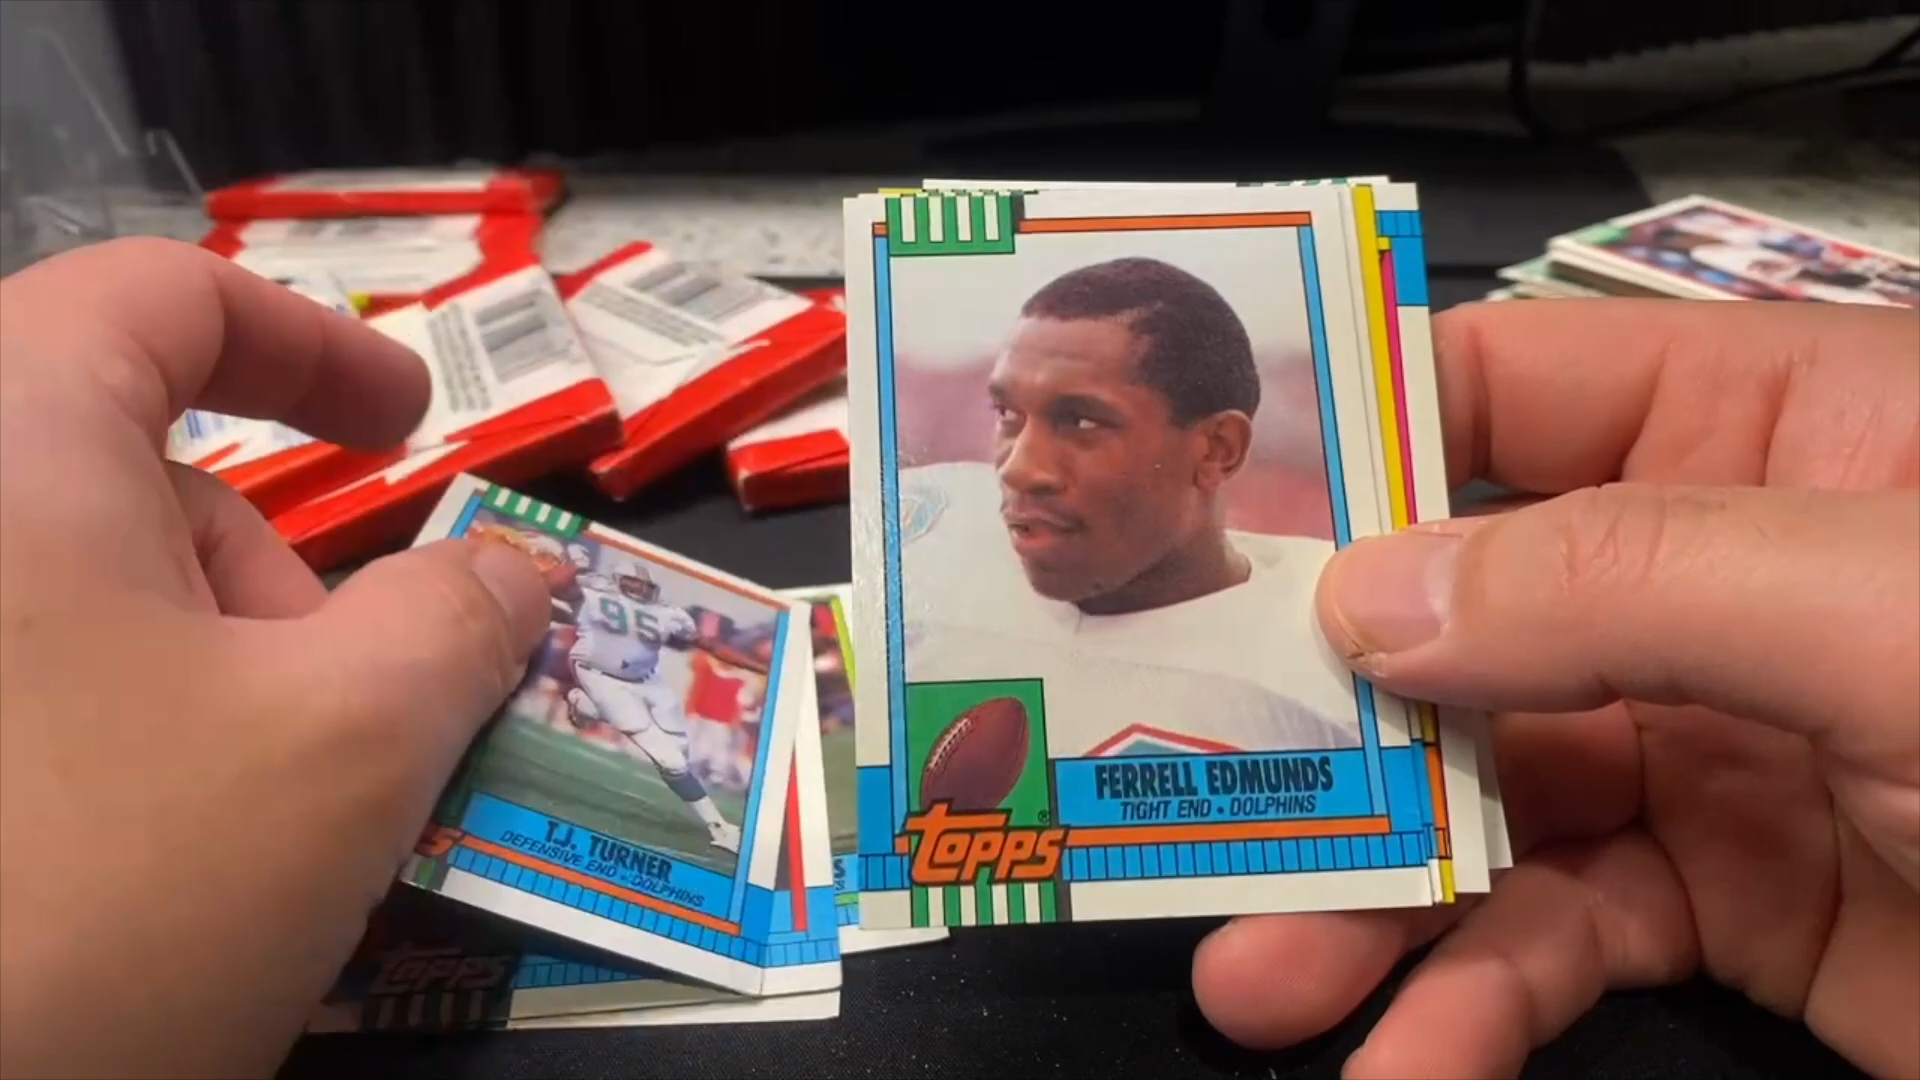 FERRELL EDMUNDS
TIGHT END • DOLPHINS
TOPPS
®
95
T.J. TURNER
DEFENSIVE END • DOLPHINS
TOPPS